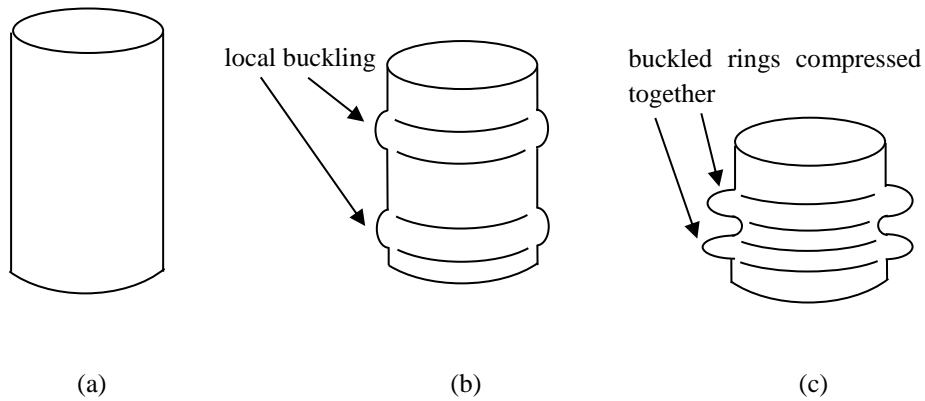 local buckling
buckled rings compressed
together
(a)
(b)
(c)